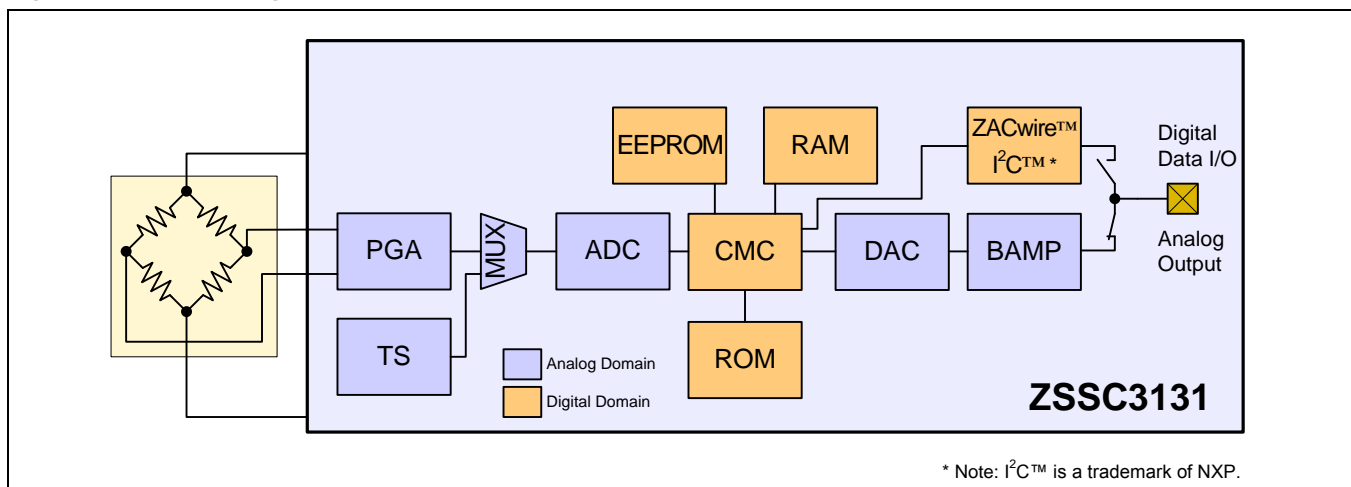 EEPROM
RAM
ZACwire™
I²C™ *
Digital
Data I/O
PGA
MUX
ADC
CMC
DAC
BAMP
Analog
Output
TS
ROM
Analog Domain
Digital Domain
ZSSC3131
* Note: I²C™ is a trademark of NXP.